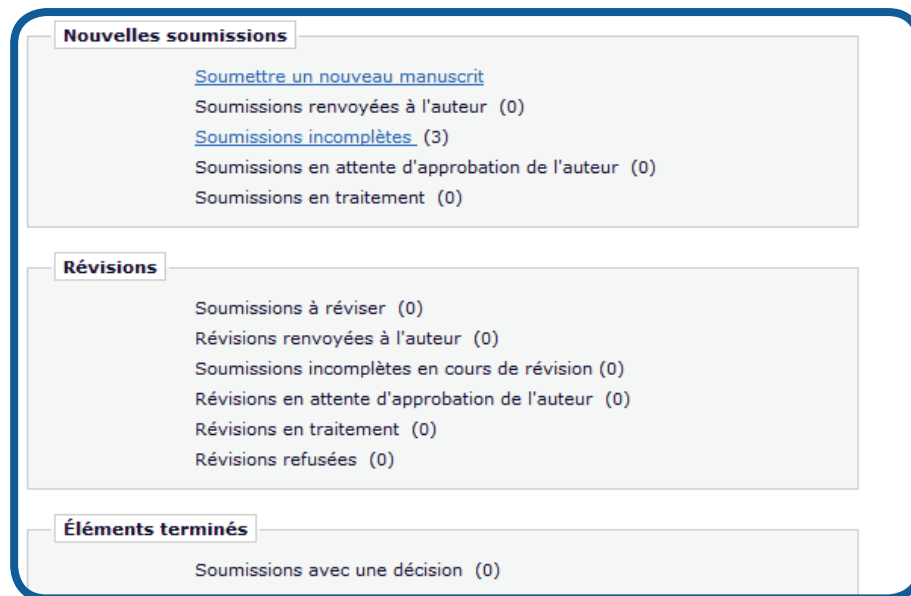 Nouvelles soumissions
Soumettre un nouveau manuscrit
Soumissions renvoyées à l'auteur (0)
Soumissions incomplètes (3)
Soumissions en attente d'approbation de l'auteur (0)
Soumissions en traitement (0)
Révisions
Soumissions à réviser (0)
Révisions renvoyées à l'auteur (0)
Soumissions incomplètes en cours de révision (0)
Révisions en attente d'approbation de l'auteur (0)
Révisions en traitement (0)
Révisions refusées (0)
Éléments terminés
Soumissions avec une décision (0)